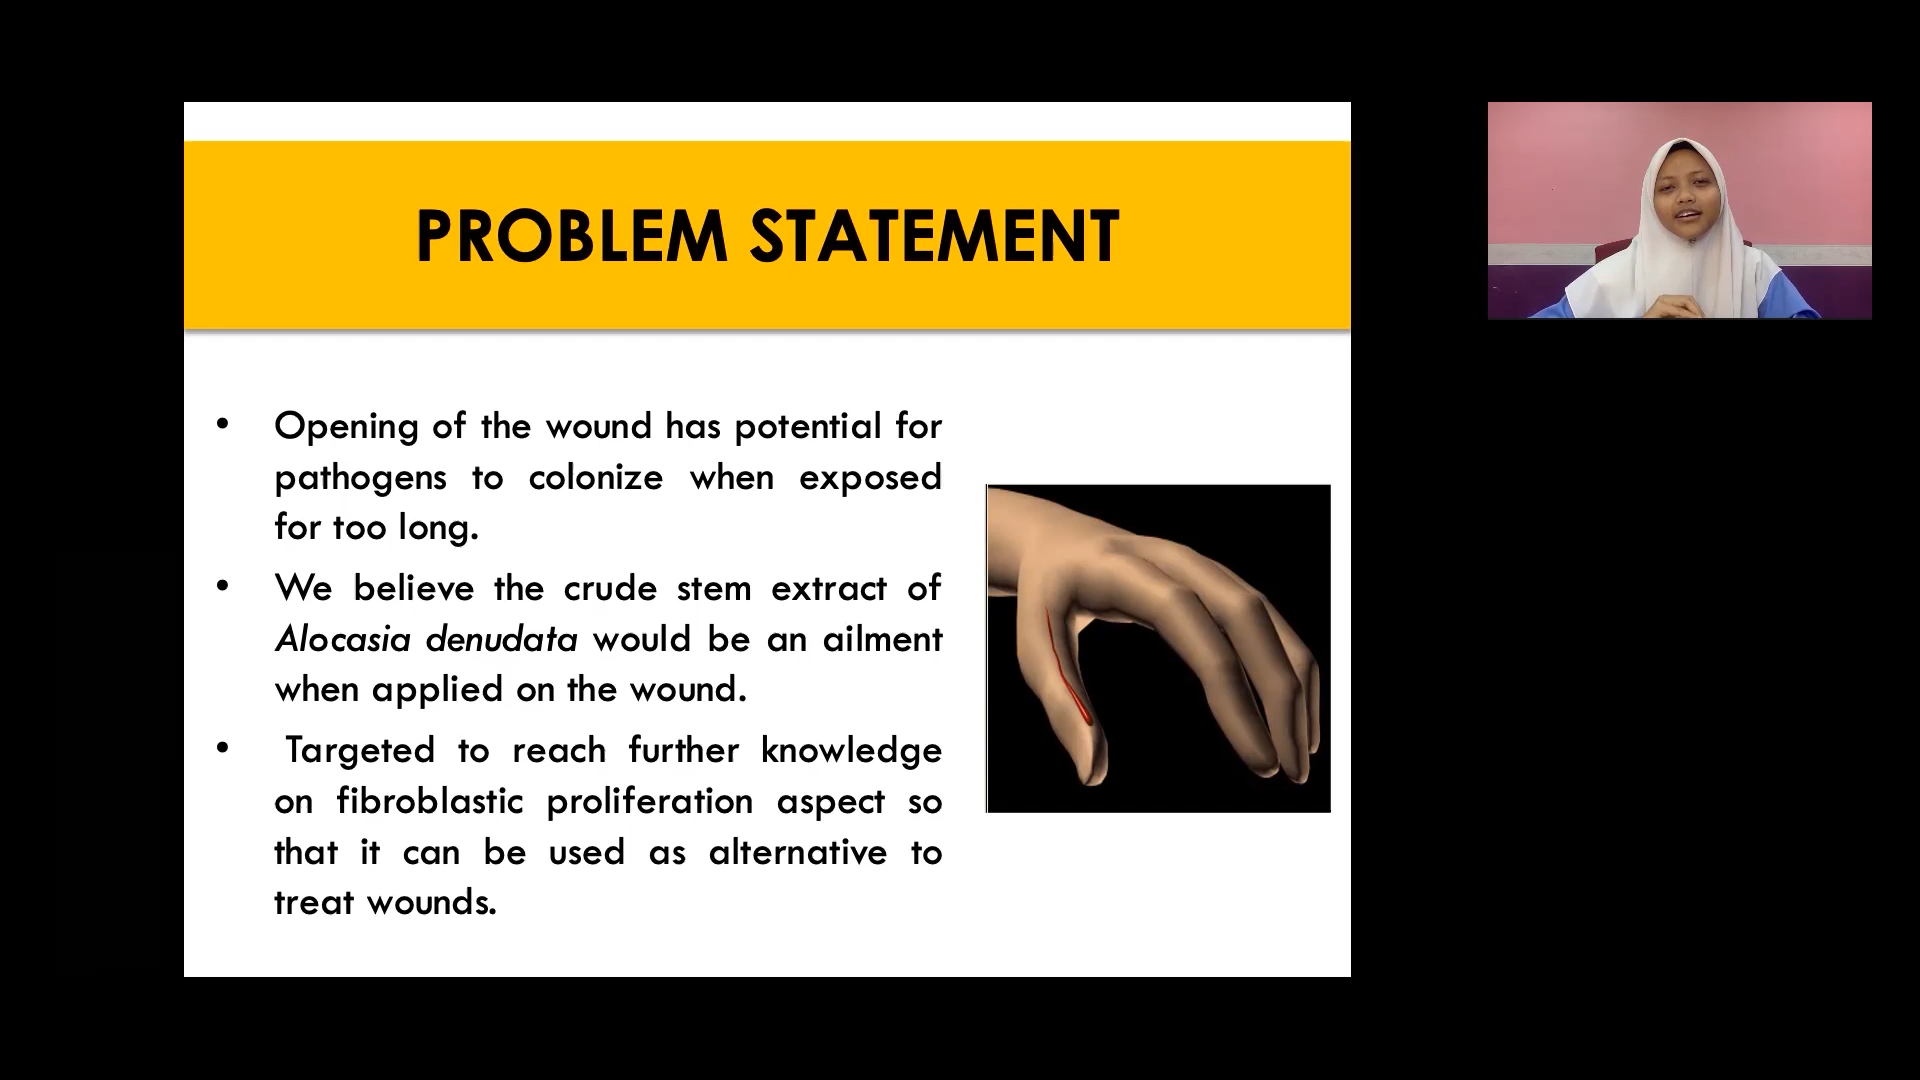 PROBLEM STATEMENT
• Opening of the wound has potential for
pathogens to colonize when exposed
for too long.
• We believe the crude stem extract of
Alocasia denudata would be an ailment
when applied on the wound.
• Targeted to reach further knowledge
on fibroblastic proliferation aspect so
that it can be used as alternative to
treat wounds.